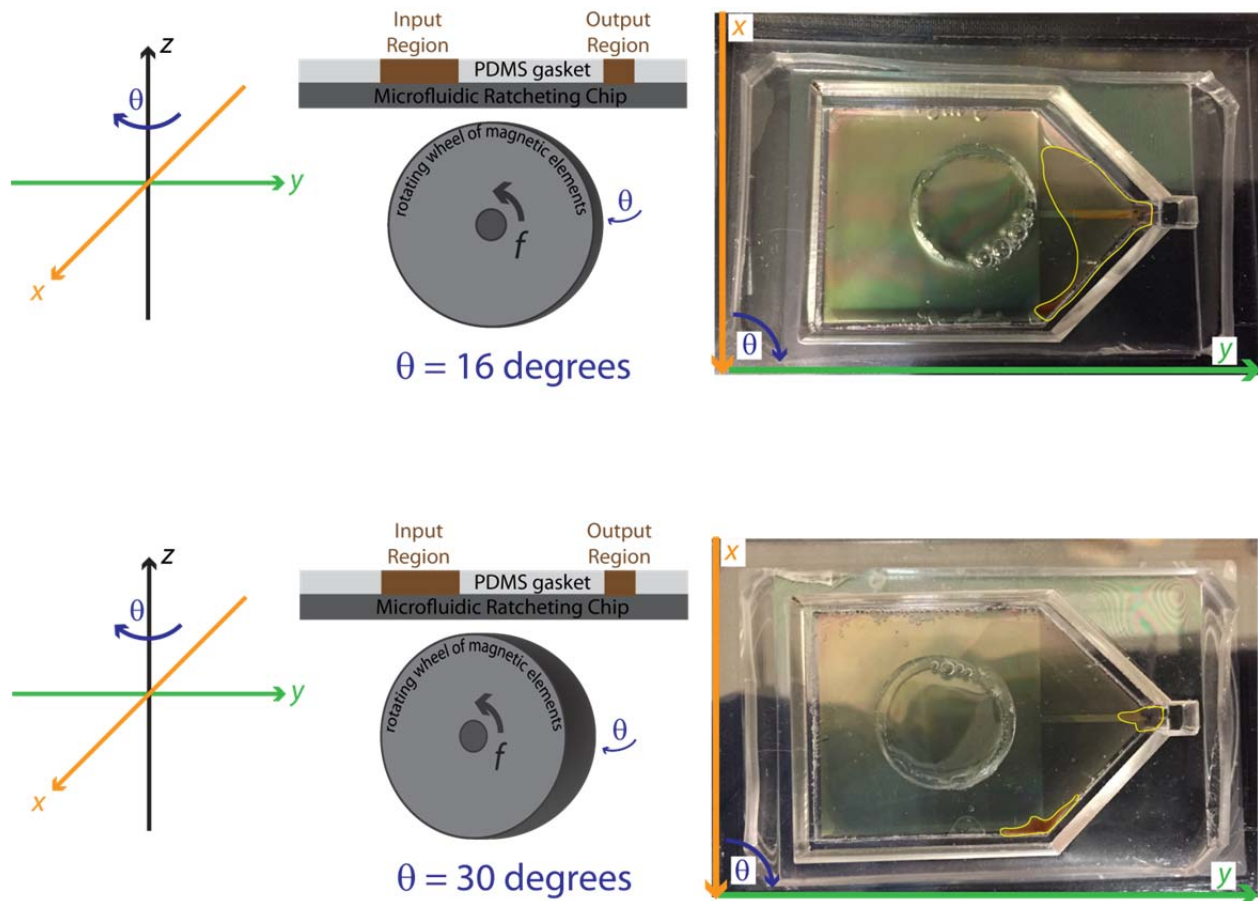 z
θ
y
x
Input
Region
Output
Region
PDMS gasket
Microfluidic Ratcheting Chip
rotating wheel of magnetic elements
f
θ
θ = 16 degrees
x
θ
y
z
θ
y
x
Input
Region
Output
Region
PDMS gasket
Microfluidic Ratcheting Chip
rotating wheel of magnetic elements
f
θ
θ = 30 degrees
x
θ
y